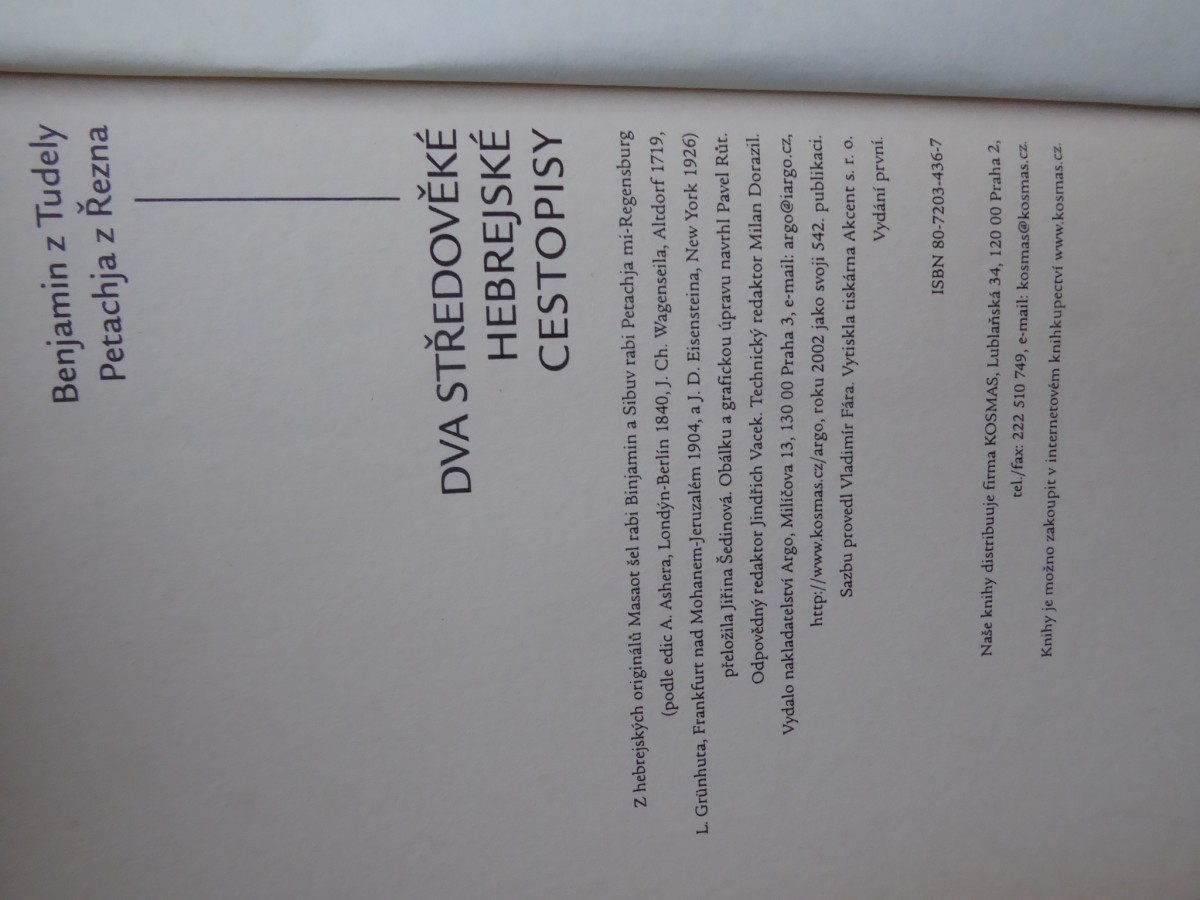 Benjamin z Tudely
Petachja z Řezna
DVA STŘEDOVĚKÉ
HEBREJSKÉ
CESTOPISY
Z hebrejských originálů Masaot šel rabi Binjamin a Sibuv rabi Petachja mi-Regensburg
(podle edic A. Ashera, Londýn-Berlín 1840, J. Ch. Wagenseila, Altdorf 1719,
L. Grünhuta, Frankfurt nad Mohanem-Jeruzalém 1904, a J. D. Eisensteina, New York 1926)
přeložila Jiřina Šedinová. Obálku a grafickou úpravu navrhl Pavel Růt.
Odpovědný redaktor Jindřich Vacek. Technický redaktor Milan Dorazil.
Vydalo nakladatelství Argo, Milíčova 13, 130 00 Praha 3, e-mail: argo@iargo.cz,
http://www.kosmas.cz/argo, roku 2002 jako svoji 542. publikaci.
Sazbu provedl Vladimír Fára. Vytiskla tiskárna Akcent s. r. o.
Vydání první.
ISBN 80-7203-436-7
Naše knihy distribuuje firma KOSMAS, Lublaňská 34, 120 00 Praha 2,
tel./fax: 222 510 749, e-mail: kosmas@kosmas.cz.
Knihy je možno zakoupit v internetovém knihkupectví www.kosmas.cz.